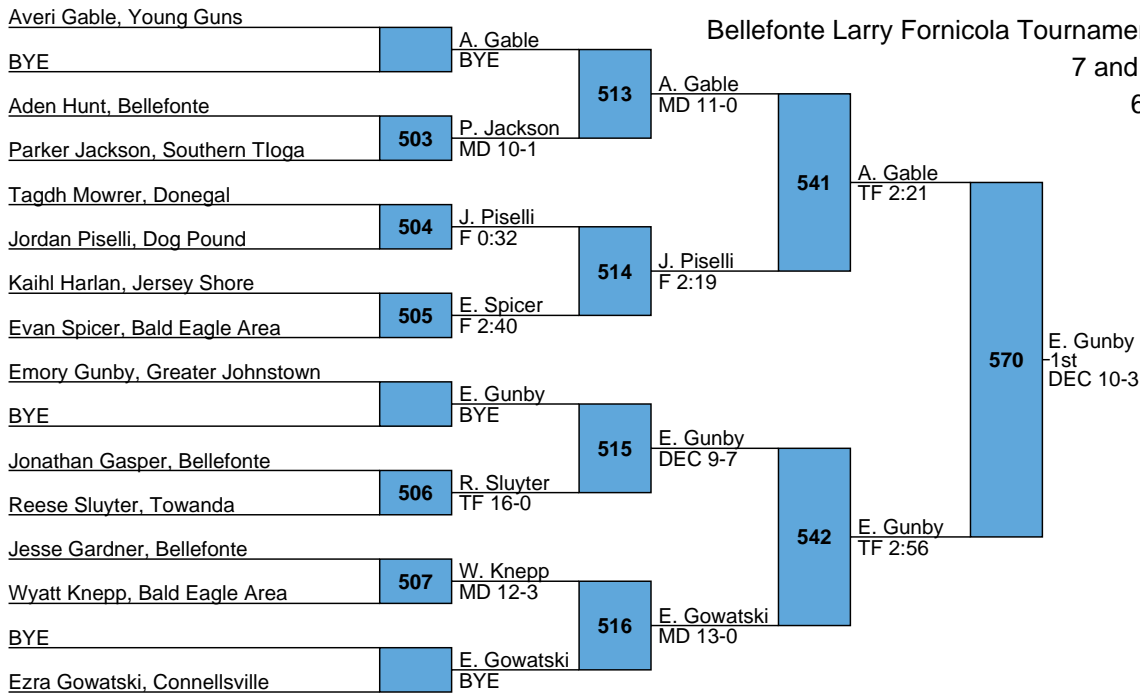 Averi Gable, Young Guns
BYE
Aden Hunt, Bellefonte
Parker Jackson, Southern TIoga
Tagdh Mowrer, Donegal
Jordan Piselli, Dog Pound
Kaihl Harlan, Jersey Shore
Evan Spicer, Bald Eagle Area
Emory Gunby, Greater Johnstown
BYE
Jonathan Gasper, Bellefonte
Reese Sluyter, Towanda
Jesse Gardner, Bellefonte
Wyatt Knepp, Bald Eagle Area
BYE
Ezra Gowatski, Connellsville
503
504
505
506
507
A. Gable
BYE
P. Jackson
MD 10-1
J. Piselli
F 0:32
E. Spicer
F 2:40
E. Gunby
BYE
R. Sluyter
TF 16-0
W. Knepp
MD 12-3
E. Gowatski
BYE
513
514
515
516
A. Gable
MD 11-0
J. Piselli
F 2:19
E. Gunby
DEC 9-7
E. Gowatski
MD 13-0
541
542
A. Gable
TF 2:21
E. Gunby
TF 2:56
570
E. Gunby
1st
DEC 10-3
Bellefonte Larry Fornicola
7 and
6